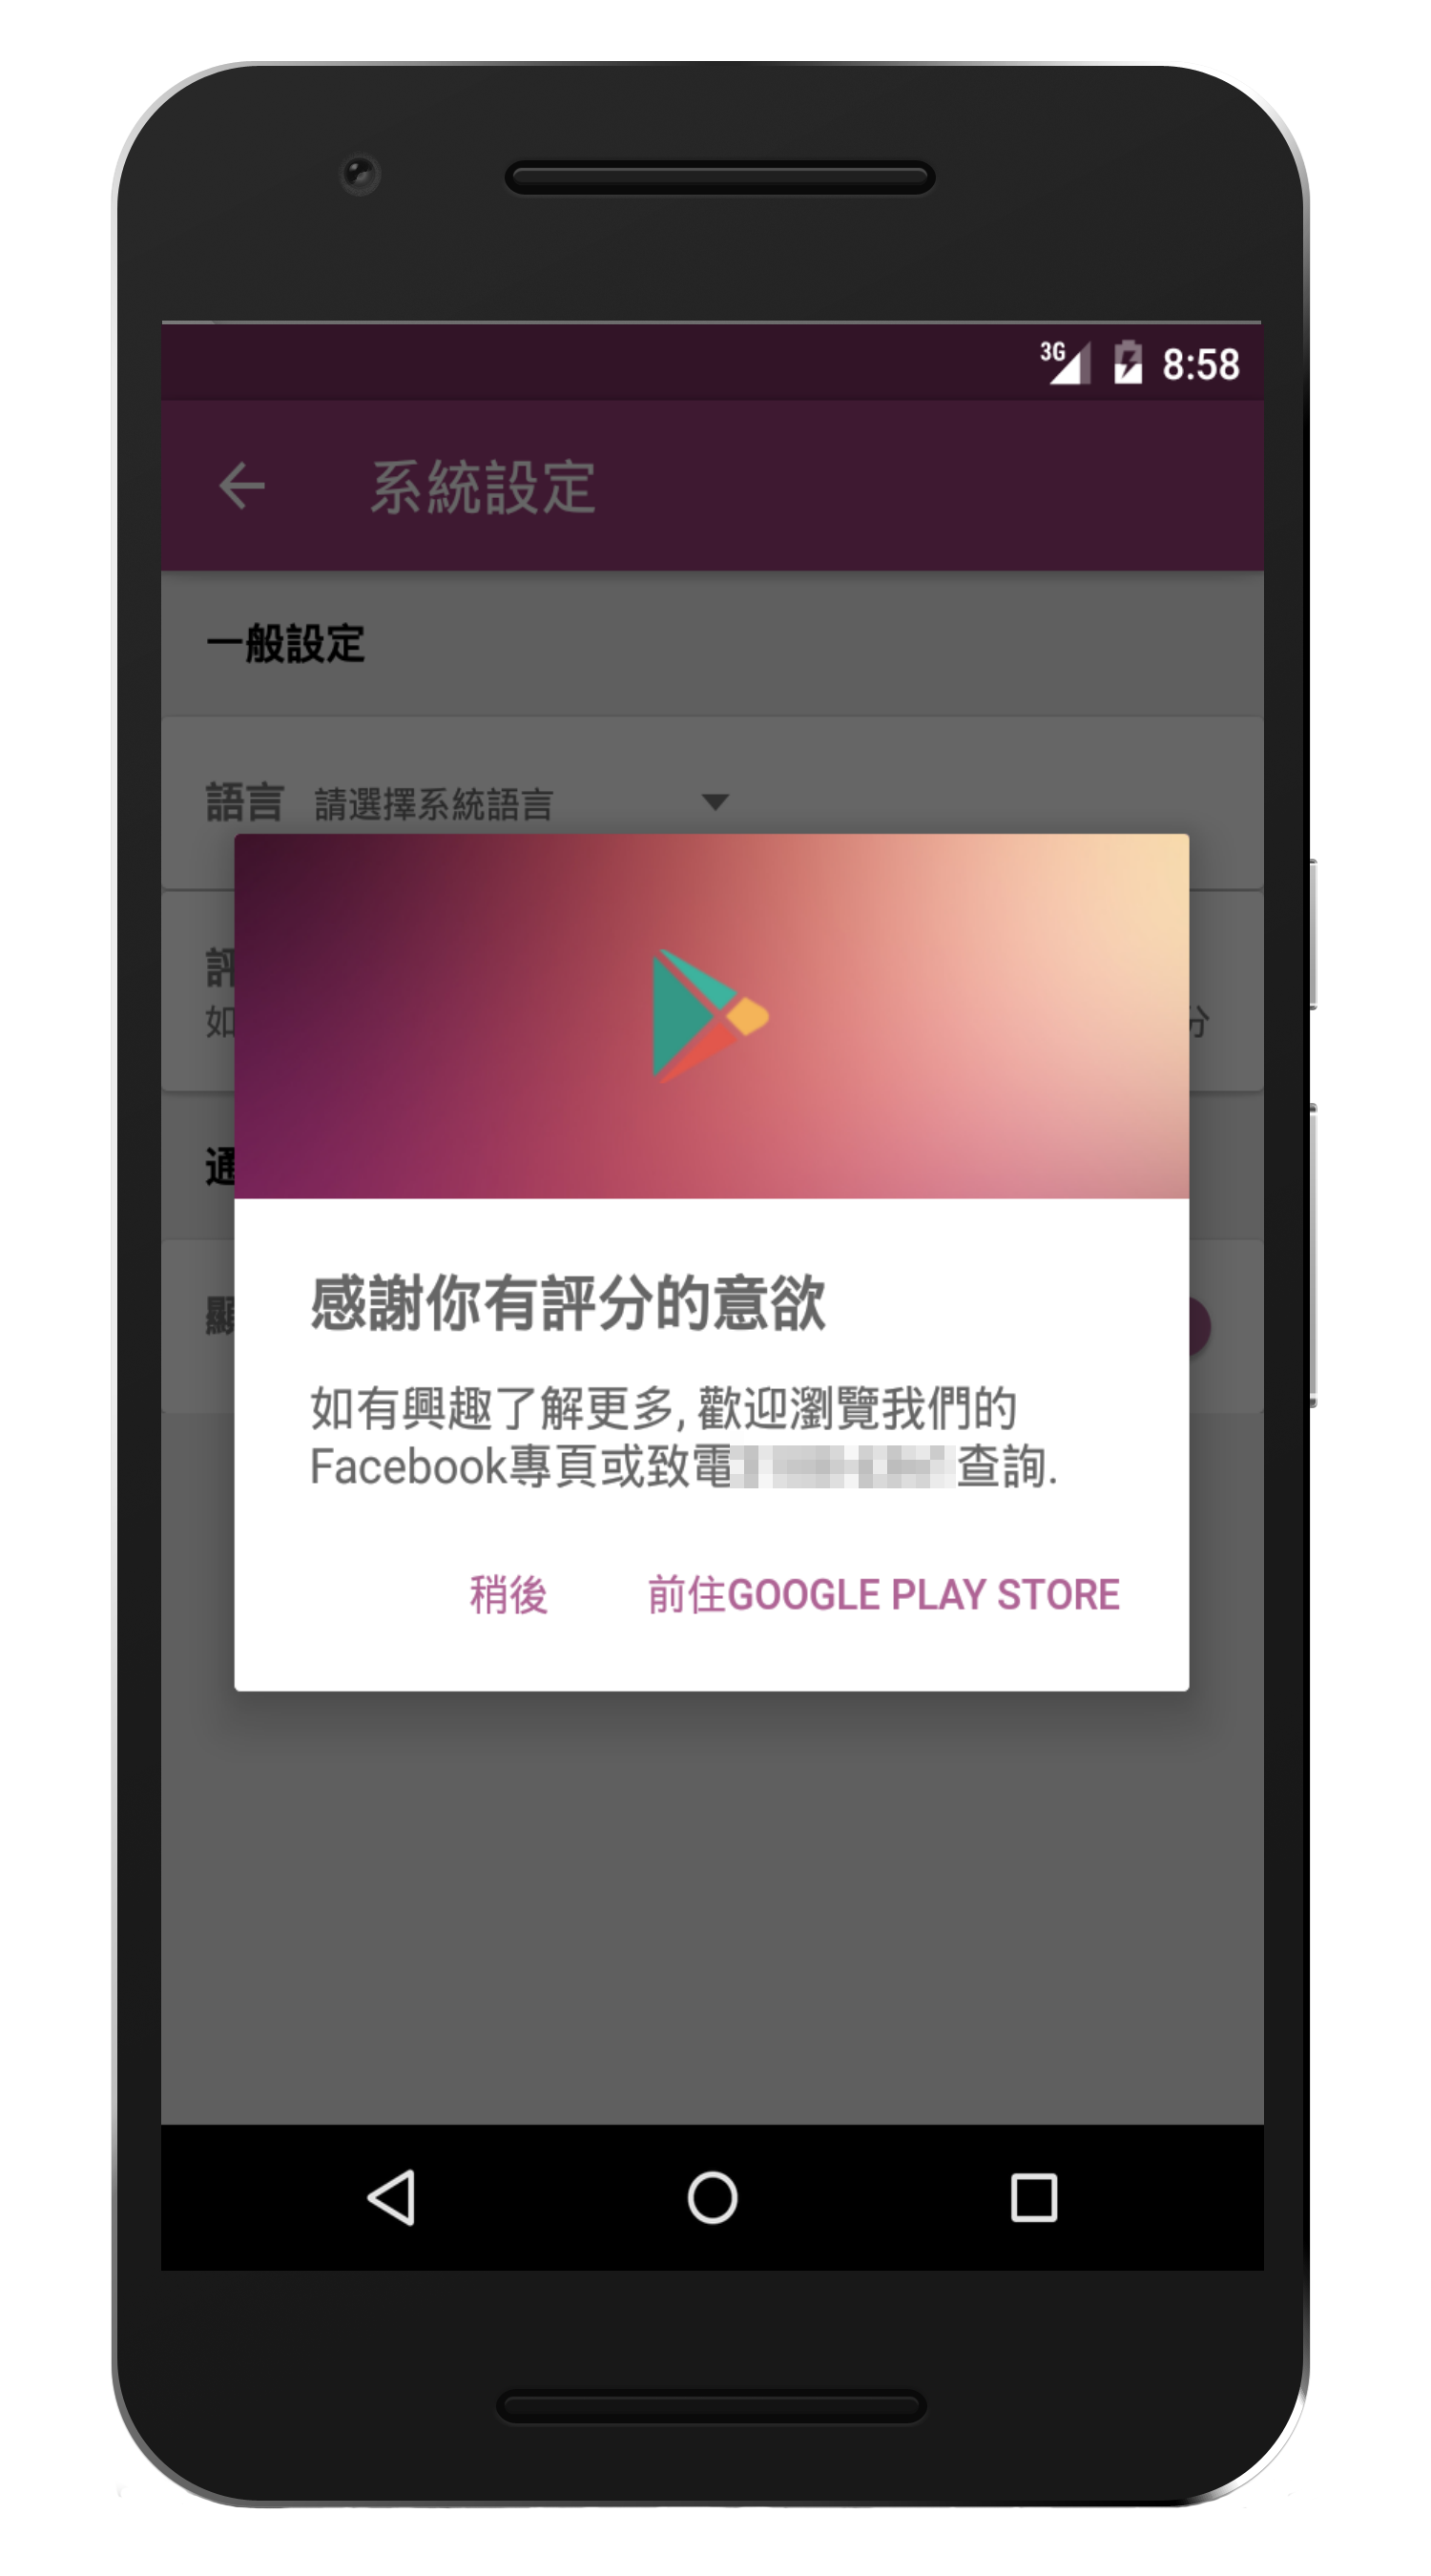 3G 8:58
系統設定
一般設定
語言 請選擇系統語言
評
如 分
通
顯
感謝你有評分的意欲
如有興趣了解更多, 歡迎瀏覽我們的
Facebook專頁或致電 查詢.
稍後 前住GOOGLE PLAY STORE